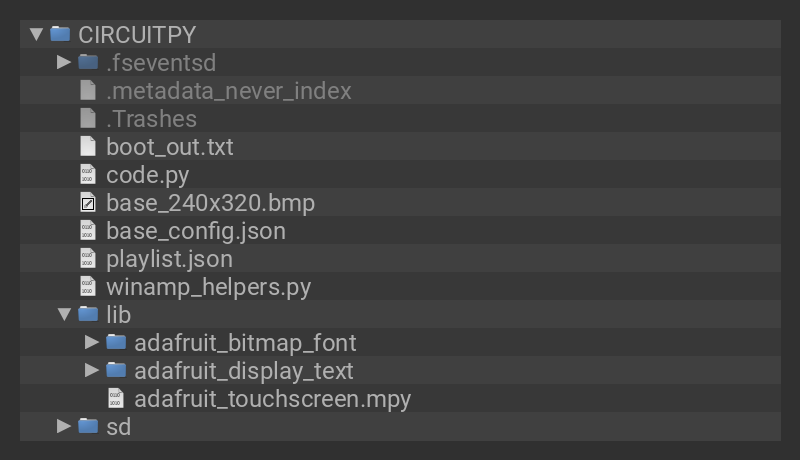 CIRCUITPY
.fseventsd
.metadata_never_index
.Trashes
boot_out.txt
code.py
base_240x320.bmp
base_config.json
playlist.json
winamp_helpers.py
lib
adafruit_bitmap_font
adafruit_display_text
adafruit_touchscreen.mpy
sd